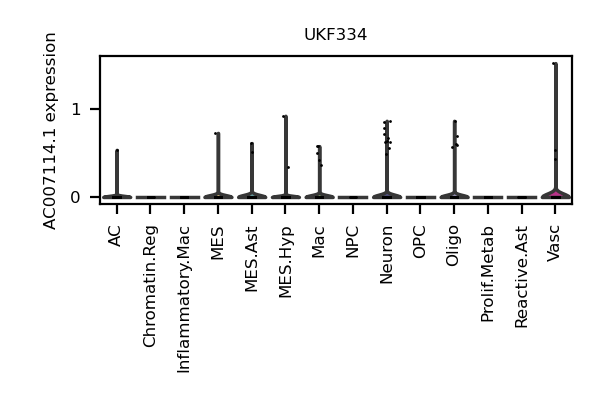 UKF334
AC007114.1 expression
1
0
AC
Chromatin.Reg
Inflammatory.Mac
MES
MES.Ast
MES.Hyp
Mac
NPC
Neuron
OPC
Oligo
Prolif.Metab
Reactive.Ast
Vasc